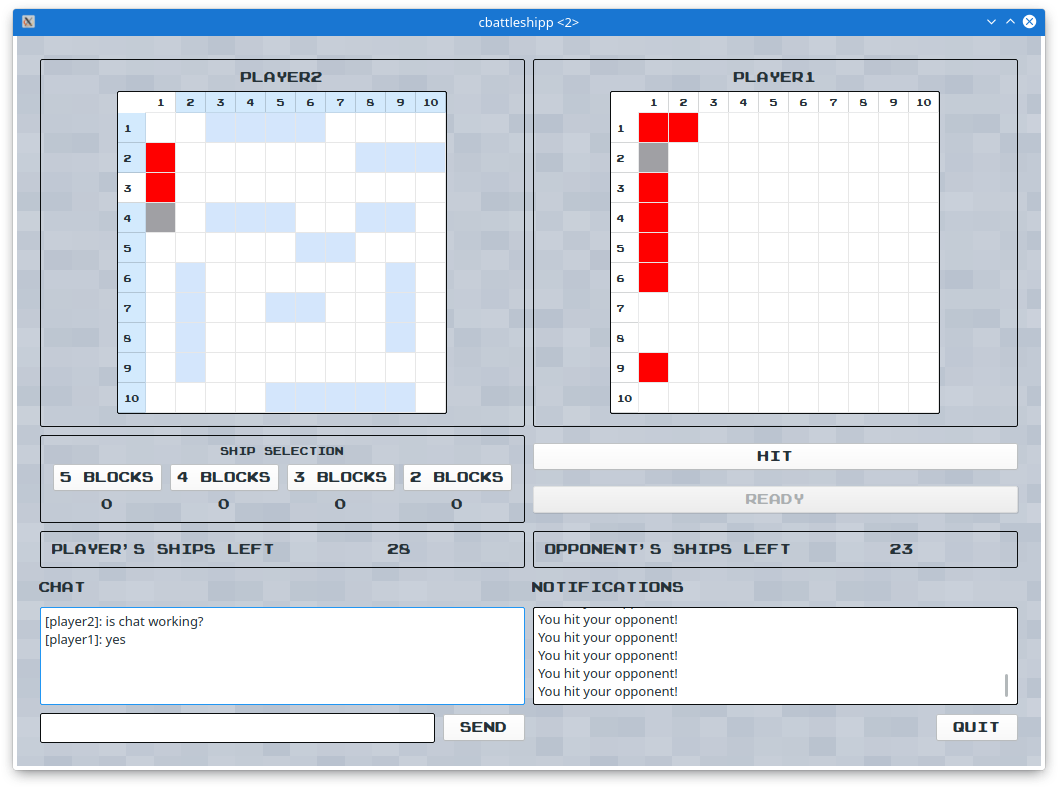 cbattleshipp <2>
PLAYER2
1 2 3 4 5 6 7 8 9 10
1
2
3
4
5
6
7
8
9
10
PLAYER1
1 2 3 4 5 6 7 8 9 10
1
2
3
4
5
6
7
8
9
10
SHIP SELECTION
5 BLOCKS 4 BLOCKS 3 BLOCKS 2 BLOCKS
0 0 0 0
HIT
READY
PLAYER'S SHIPS LEFT 28
OPPONENT'S SHIPS LEFT 23
CHAT
[player2]: is chat working?
[player1]: yes
NOTIFICATIONS
You hit your opponent!
You hit your opponent!
You hit your opponent!
You hit your opponent!
You hit your opponent!
SEND
QUIT